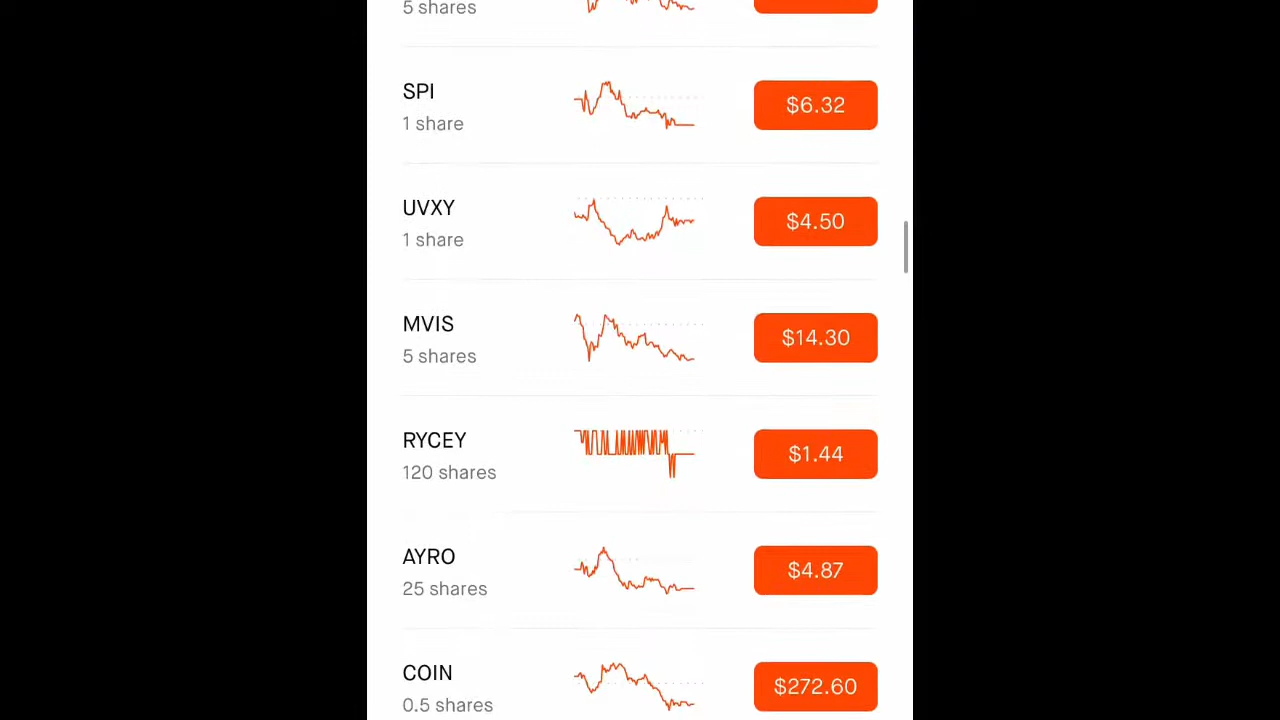 5 shares
SPI
1 share
$6.32
UVXY
1 share
$4.50
MVIS
5 shares
$14.30
RYCEY
120 shares
$1.44
AYRO
25 shares
$4.87
COIN
0.5 shares
$272.60